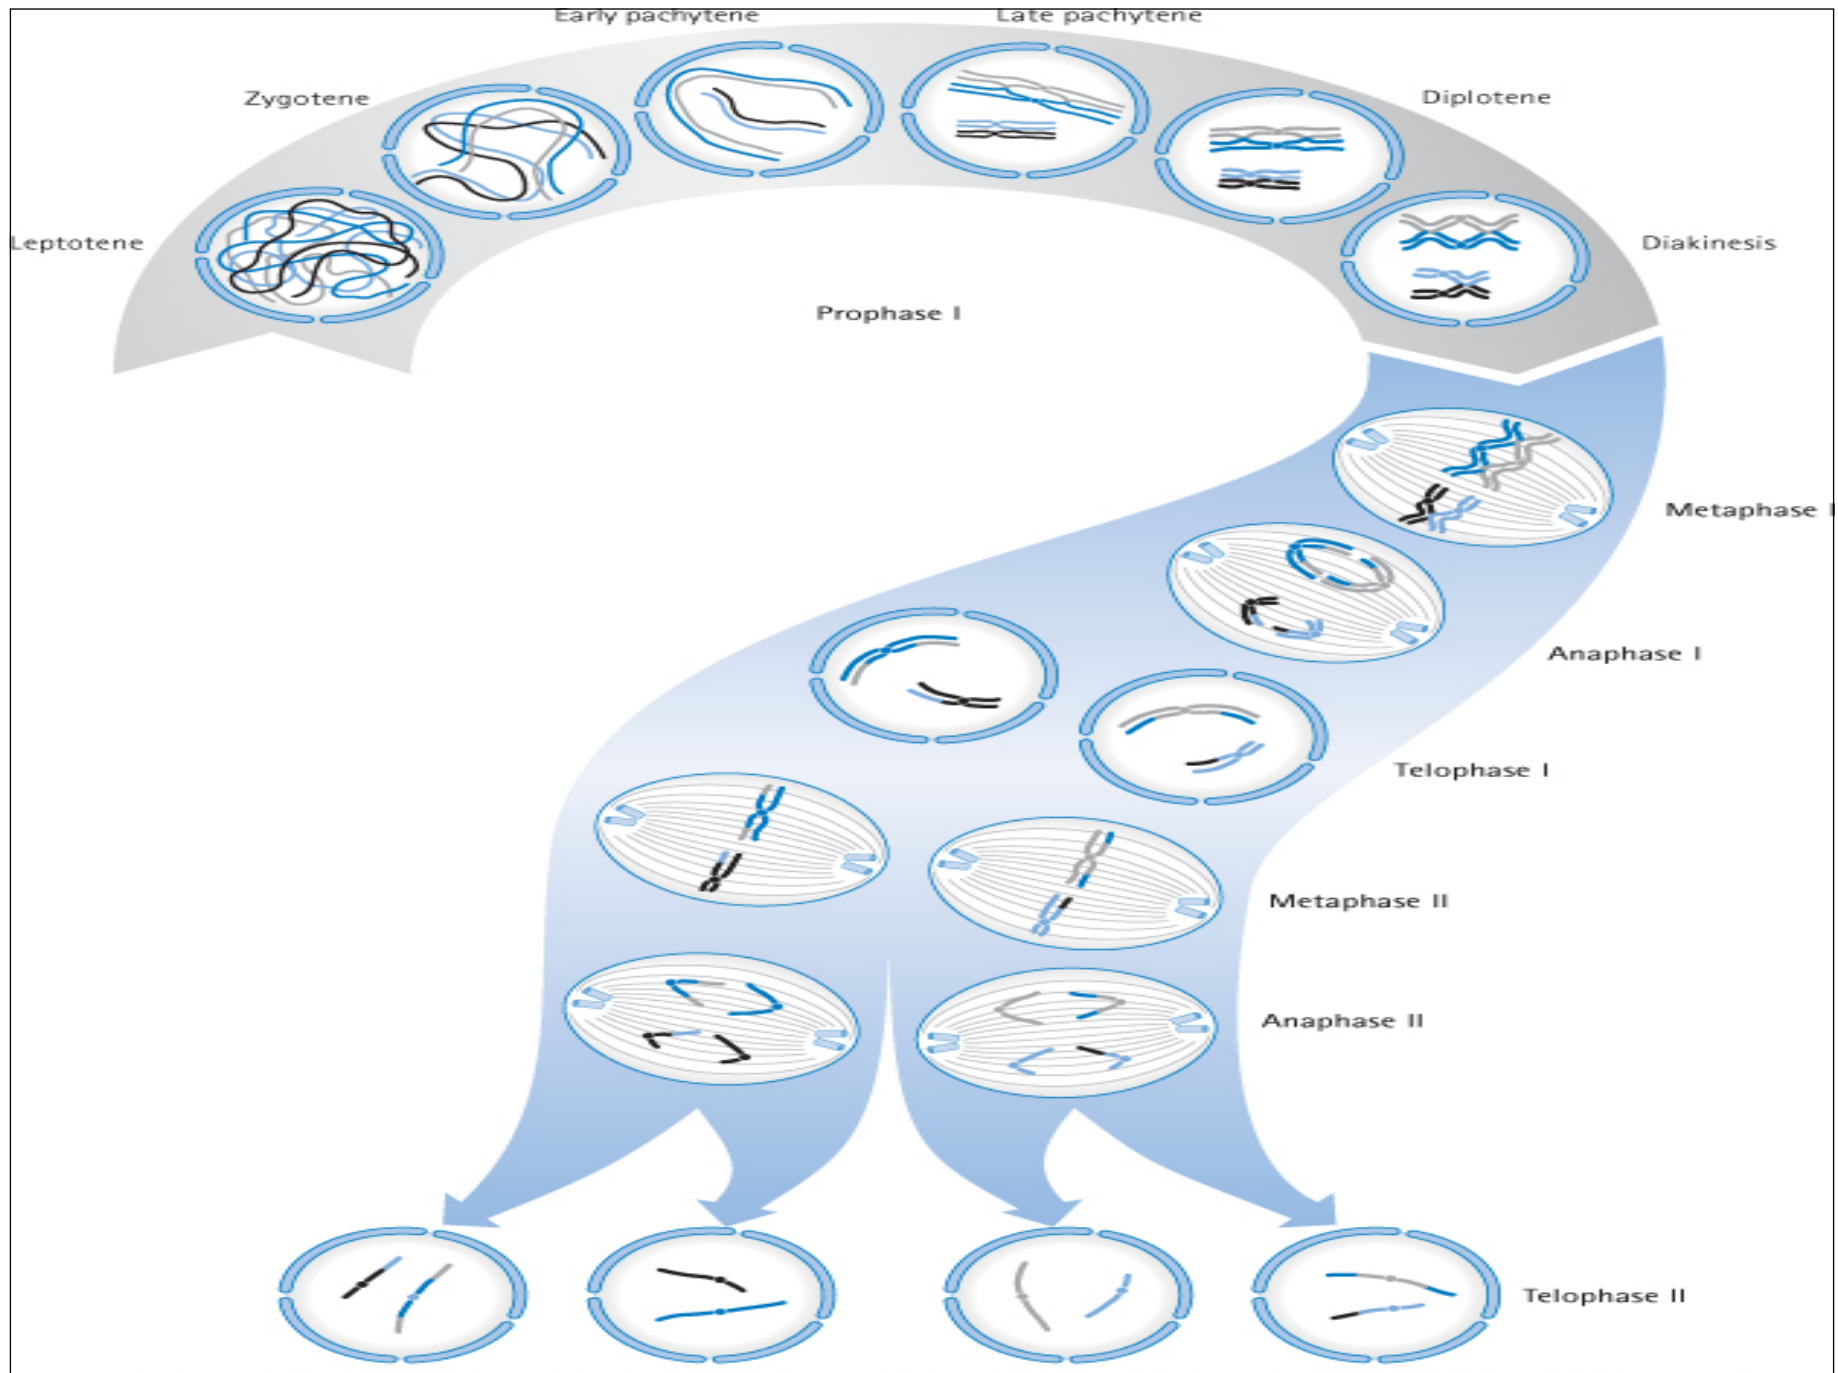 Early pachytene
Late pachytene
Zygotene
Diplotene
Leptotene
Diakinesis
Prophase I
Metaphase I
Anaphase I
Telophase I
Metaphase II
Anaphase II
Telophase II